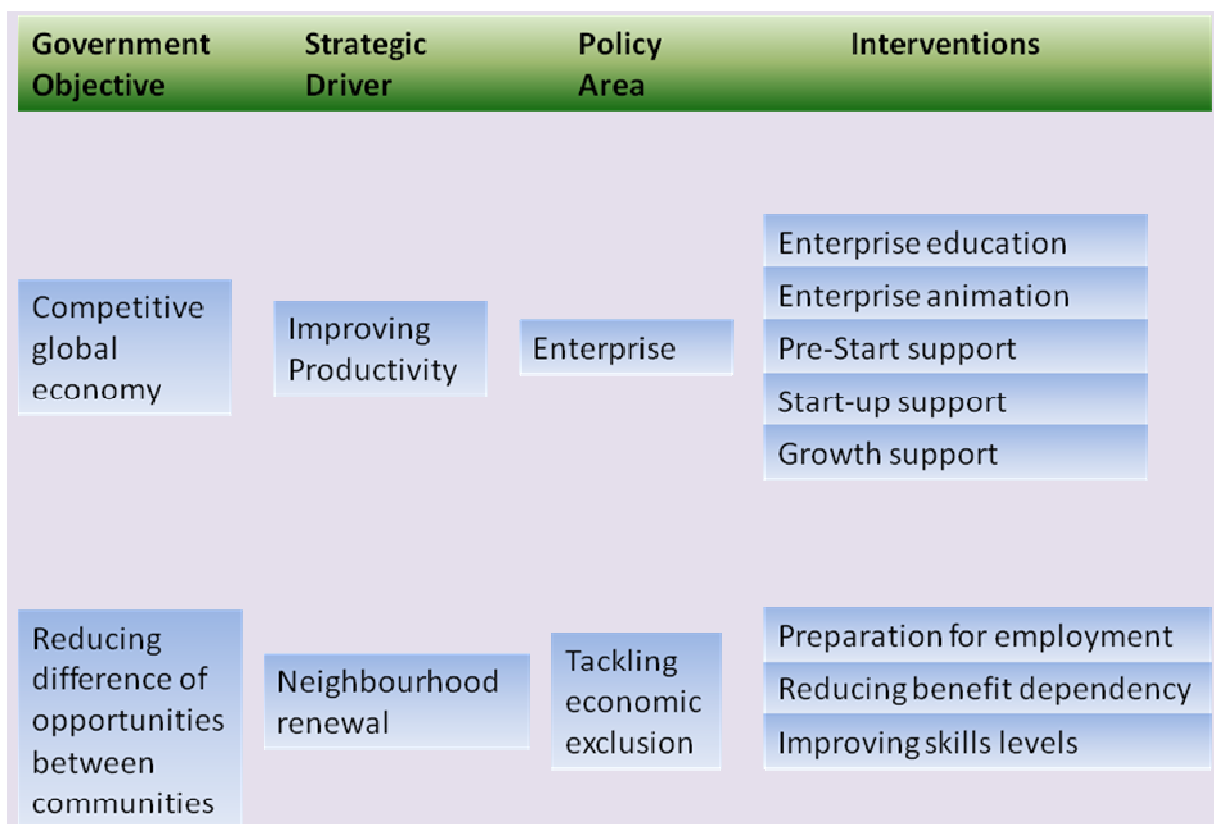 Government Objective
Strategic Driver
Policy Area
Interventions
Competitive
global
economy
Improving
Productivity
Enterprise
Enterprise education
Enterprise animation
Pre-Start support
Start-up support
Growth support
Reducing
difference of
opportunities
between
communities
Neighbourhood
renewal
Tackling
economic
exclusion
Preparation for employment
Reducing benefit dependency
Improving skills levels